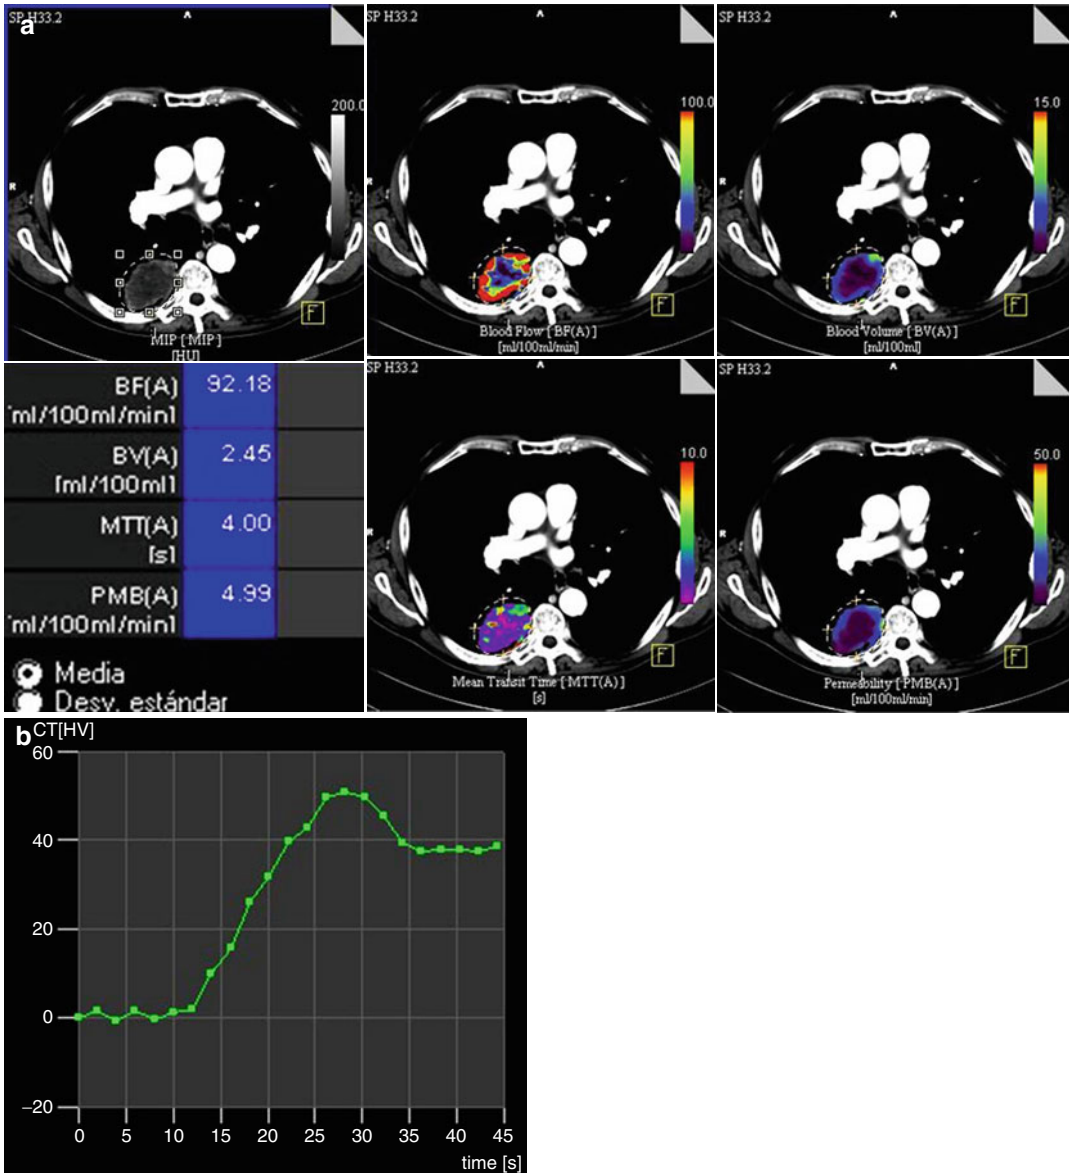 a
SP H33.2
A
200.0
R
F
MIP [ MIP ]
[HU]
SP H33.2
A
100.0
R
F
Blood Flow [ BF(A) ]
[ml/100ml/min]
SP H33.2
A
15.0
R
F
Blood Volume [ BV(A) ]
[ml/100ml]
BF(A) 92.18
ml/100ml/min]
BV(A) 2.45
[ml/100ml]
MTT(A) 4.00
[s]
PMB(A) 4.99
ml/100ml/min]
Media
Desv. estándar
SP H33.2
A
10.0
R
F
Mean Transit Time [ MTT(A) ]
[s]
SP H33.2
A
50.0
R
F
Permeability [ PMB(A) ]
[ml/100ml/min]
b
CT[HV]
60
40
20
0
−20
0 5 10 15 20 25 30 35 40 45
time [s]